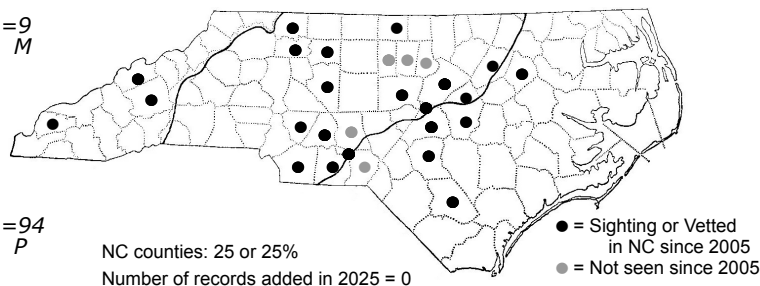 =9
M
=94
P
NC counties: 25 or 25%
Number of records added in 2025 = 0
● = Sighting or Vetted
in NC since 2005
● = Not seen since 2005